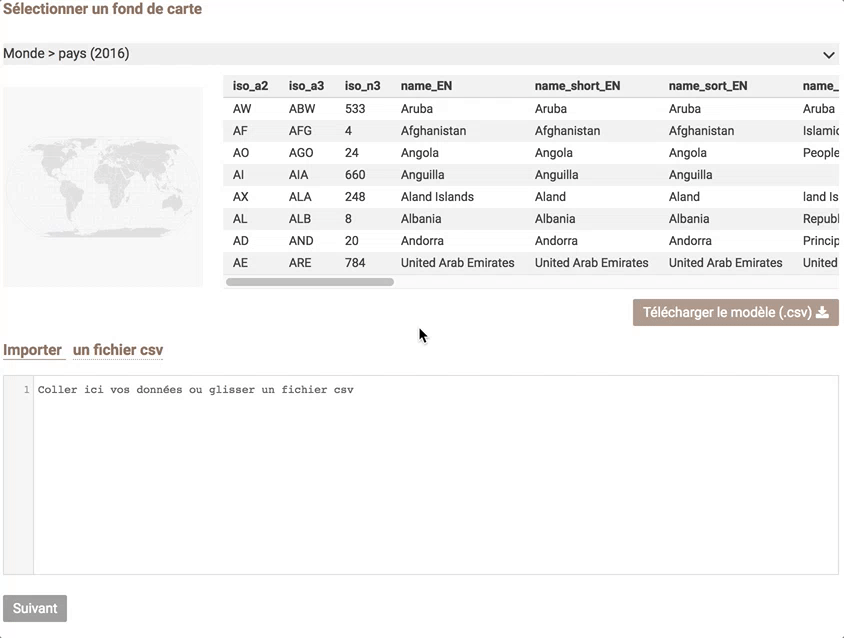 Sélectionner un fond de carte
Monde > pays (2016)
iso_a2 iso_a3 iso_n3 name_EN name_short_EN name_sort_EN name_
AW ABW 533 Aruba Aruba Aruba Aruba
AF AFG 4 Afghanistan Afghanistan Afghanistan Islamic
AO AGO 24 Angola Angola Angola People
AI AIA 660 Anguilla Anguilla Anguilla
AX ALA 248 Aland Islands Aland Aland land Is
AL ALB 8 Albania Albania Albania Republ
AD AND 20 Andorra Andorra Andorra Princip
AE ARE 784 United Arab Emirates United Arab Emirates United Arab Emirates United
Télécharger le modèle (.csv)
Importer un fichier csv
1 Coller ici vos données ou glisser un fichier csv
Suivant